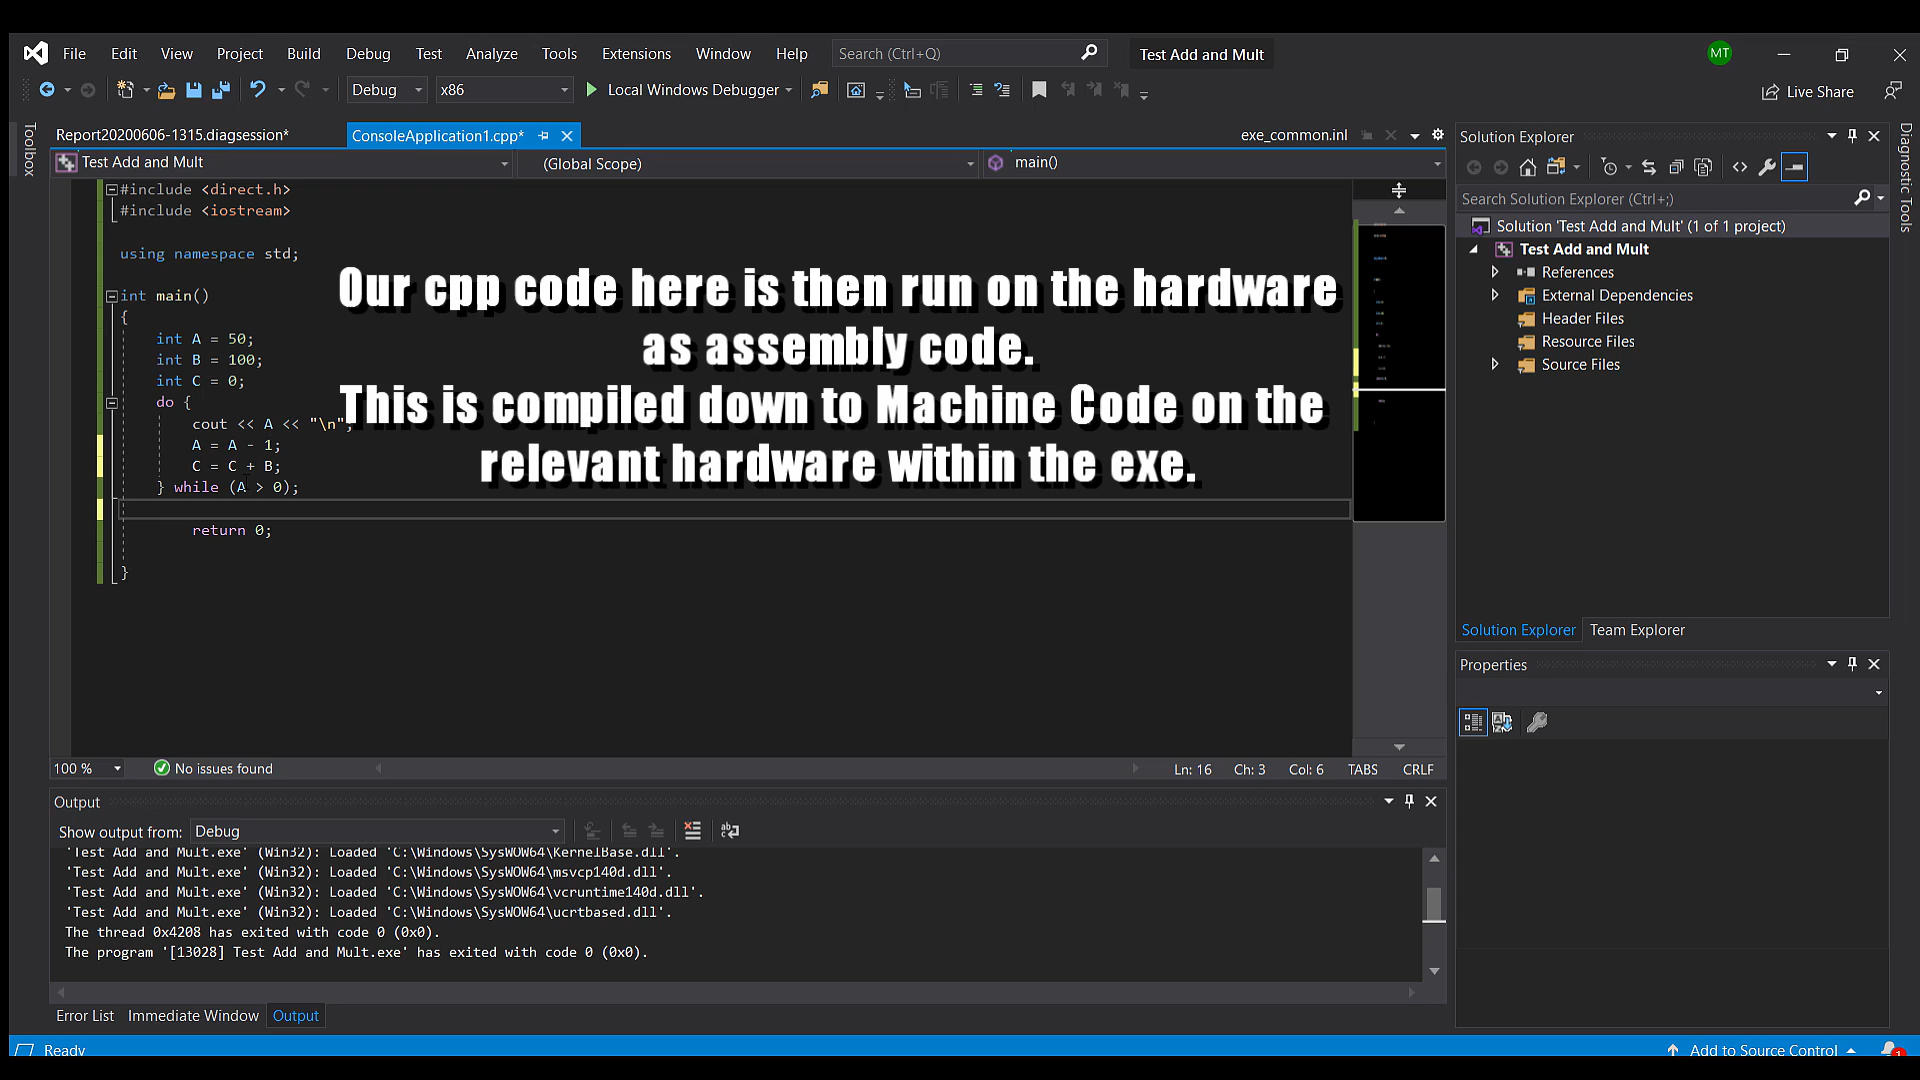 File Edit View Project Build Debug Test Analyze Tools Extensions Window Help Search (Ctrl+Q) Test Add and Mult MT
Debug x86 Local Windows Debugger Live Share
Toolbox
Report20200606-1315.diagsession* ConsoleApplication1.cpp* exe_common.inl
Test Add and Mult (Global Scope) main()
#include <direct.h>
#include <iostream>
using namespace std;
int main()
{
int A = 50;
int B = 100;
int C = 0;
do {
cout << A << "\n";
A = A - 1;
C = C + B;
} while (A > 0);
return 0;
}
Our cpp code here is then run on the hardware
as assembly code.
This is compiled down to Machine Code on the
relevant hardware within the exe.
100 % No issues found Ln: 16 Ch: 3 Col: 6 TABS CRLF
Output
Show output from: Debug
'Test Add and Mult.exe' (Win32): Loaded 'C:\Windows\SysWOW64\KernelBase.dll'.
'Test Add and Mult.exe' (Win32): Loaded 'C:\Windows\SysWOW64\msvcp140d.dll'.
'Test Add and Mult.exe' (Win32): Loaded 'C:\Windows\SysWOW64\vcruntime140d.dll'.
'Test Add and Mult.exe' (Win32): Loaded 'C:\Windows\SysWOW64\ucrtbased.dll'.
The thread 0x4208 has exited with code 0 (0x0).
The program '[13028] Test Add and Mult.exe' has exited with code 0 (0x0).
Error List Immediate Window Output
Solution Explorer
Search Solution Explorer (Ctrl+;)
Solution 'Test Add and Mult' (1 of 1 project)
Test Add and Mult
References
External Dependencies
Header Files
Resource Files
Source Files
Solution Explorer Team Explorer
Properties
Diagnostic Tools
Ready Add to Source Control 1